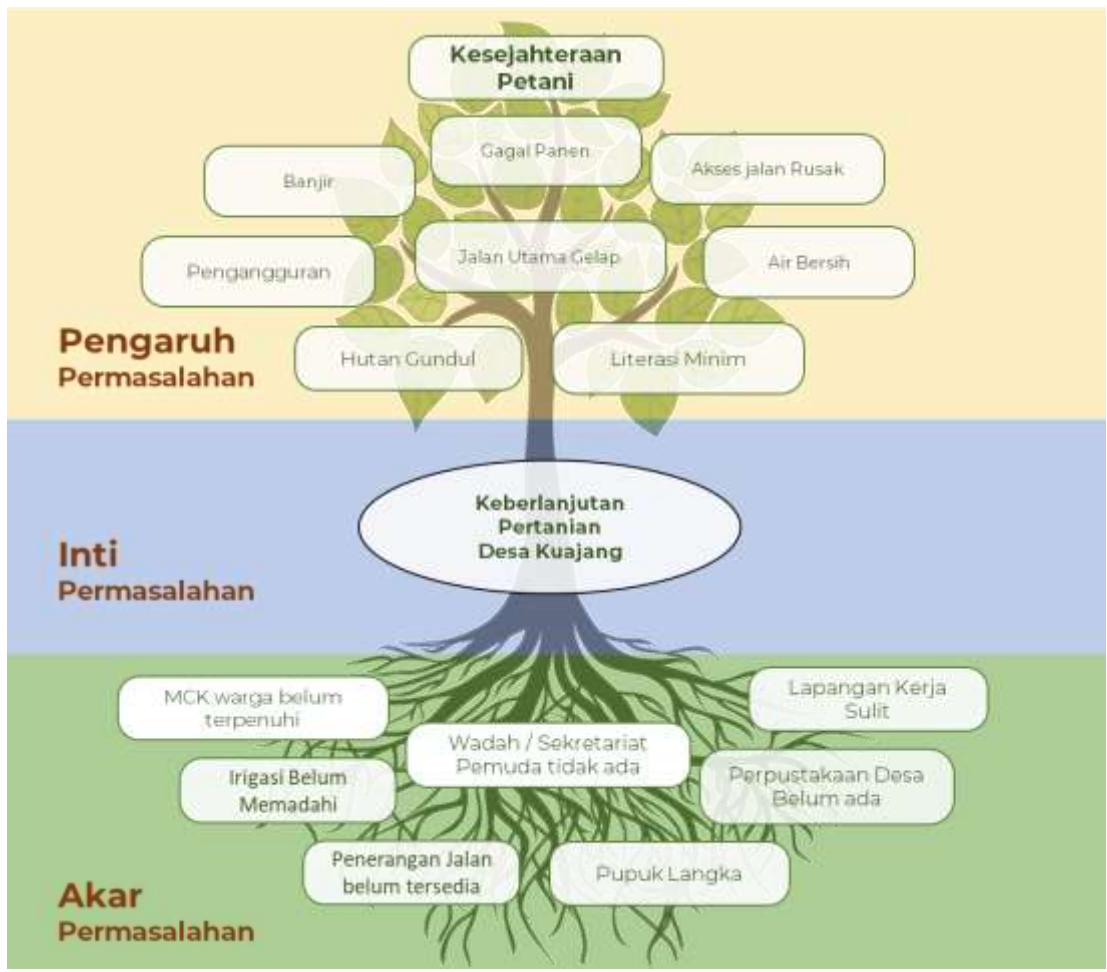 Kesejahteraan
Petani
Gagal Panen
Akses jalan Rusak
Banjir
Jalan Utama Gelap
Air Bersih
Pengangguran
Pengaruh
Permasalahan
Hutan Gundul
Literasi Minim
Keberlanjutan
Pertanian
Desa Kuajang
Inti
Permasalahan
MCK warga belum
terpenuhi
Lapangan Kerja
Sulit
Wadah / Sekretariat
Pemuda tidak ada
Irigasi Belum
Memadahi
Perpustakaan Desa
Belum ada
Penerangan Jalan
belum tersedia
Pupuk Langka
Akar
Permasalahan